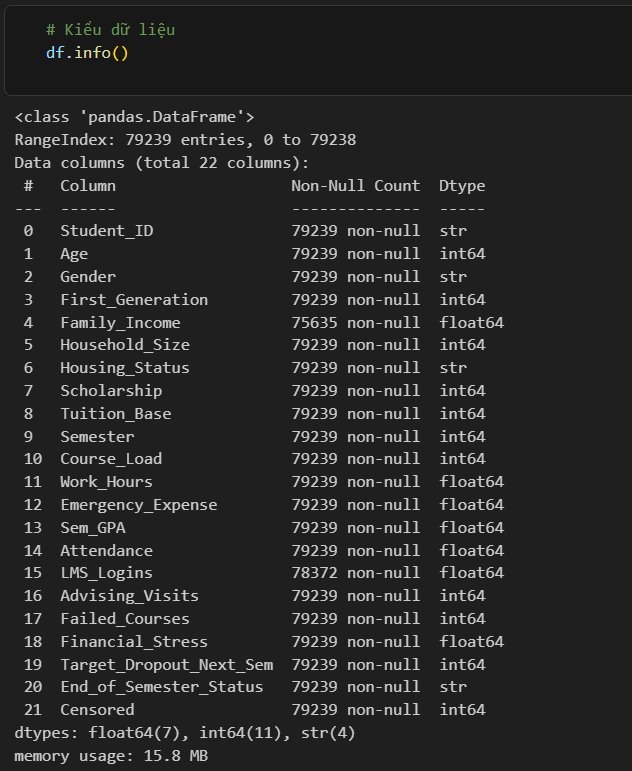 # Kiểu dữ liệu
df.info()
<class 'pandas.DataFrame'>
RangeIndex: 79239 entries, 0 to 79238
Data columns (total 22 columns):
 #   Column                   Non-Null Count  Dtype
---  ------                   --------------  -----
 0   Student_ID               79239 non-null  str
 1   Age                      79239 non-null  int64
 2   Gender                   79239 non-null  str
 3   First_Generation         79239 non-null  int64
 4   Family_Income            75635 non-null  float64
 5   Household_Size           79239 non-null  int64
 6   Housing_Status           79239 non-null  str
 7   Scholarship              79239 non-null  int64
 8   Tuition_Base             79239 non-null  int64
 9   Semester                 79239 non-null  int64
 10  Course_Load              79239 non-null  int64
 11  Work_Hours               79239 non-null  float64
 12  Emergency_Expense        79239 non-null  float64
 13  Sem_GPA                  79239 non-null  float64
 14  Attendance               79239 non-null  float64
 15  LMS_Logins               78372 non-null  float64
 16  Advising_Visits          79239 non-null  int64
 17  Failed_Courses           79239 non-null  int64
 18  Financial_Stress         79239 non-null  float64
 19  Target_Dropout_Next_Sem  79239 non-null  int64
 20  End_of_Semester_Status   79239 non-null  str
 21  Censored                 79239 non-null  int64
dtypes: float64(7), int64(11), str(4)
memory usage: 15.8 MB